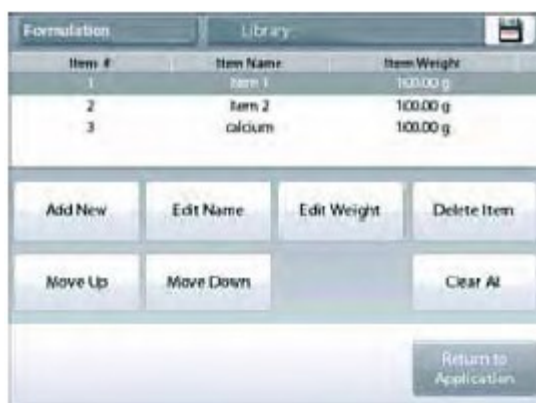 Formulation Library
Item # Item Name Item Weight
1 Item 1 100.00 g
2 Item 2 100.00 g
3 calcium 100.00 g
Add New Edit Name Edit Weight Delete Item
Move Up Move Down Clear All
Return to
Application